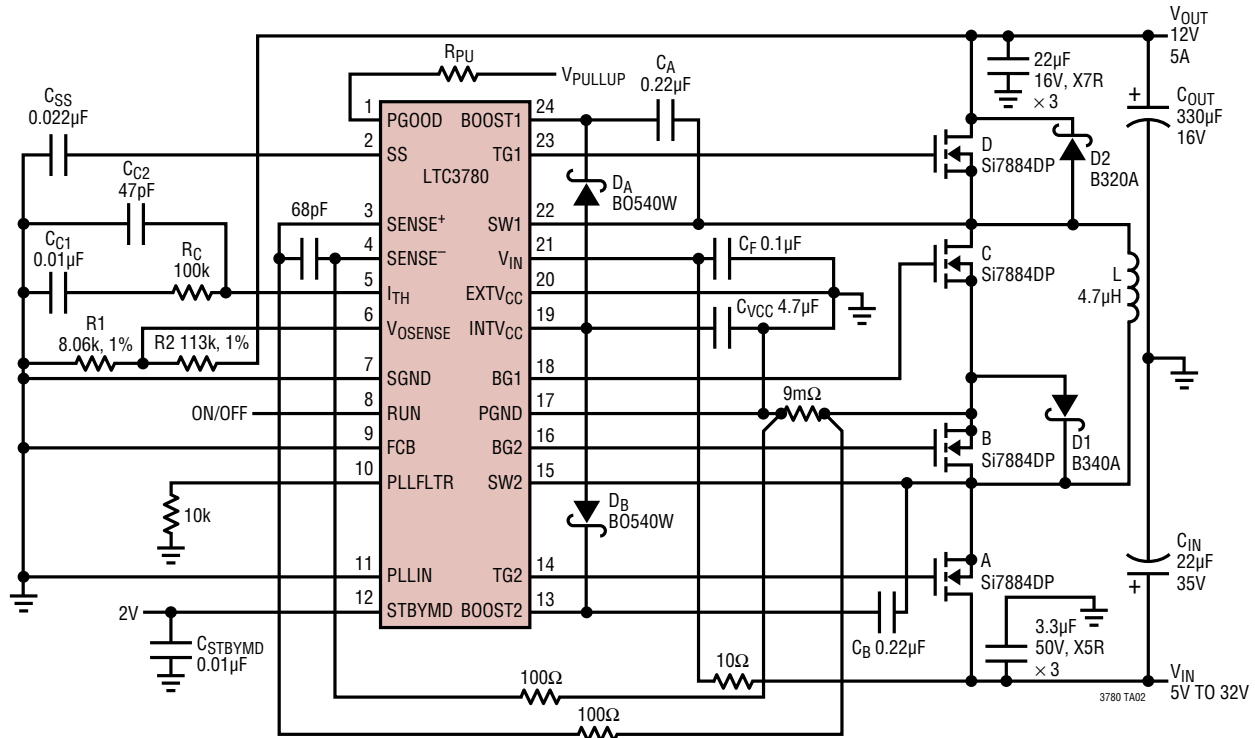 VOUT
12V
5A
RPU
VPULLUP
CA
0.22µF
22µF
16V, X7R
× 3
+
COUT
330µF
16V
CSS
0.022µF
1 PGOOD BOOST1 24
2 SS TG1 23
LTC3780
D
Si7884DP
D2
B320A
CC2
47pF
DA
BO540W
68pF
3 SENSE+ SW1 22
4 SENSE− VIN 21
CF 0.1µF
C
Si7884DP
CC1
0.01µF
RC
100k
5 ITH EXTVCC 20
L
4.7µH
CVCC 4.7µF
6 VOSENSE INTVCC 19
R1
8.06k, 1%
R2 113k, 1%
7 SGND BG1 18
9mΩ
ON/OFF
8 RUN PGND 17
D1
B340A
9 FCB BG2 16
B
Si7884DP
10 PLLFLTR SW2 15
10k
DB
BO540W
CIN
22µF
35V
+
A
Si7884DP
11 PLLIN TG2 14
2V
12 STBYMD BOOST2 13
CSTBYMD
0.01µF
CB 0.22µF
3.3µF
50V, X5R
× 3
10Ω
100Ω
100Ω
VIN
5V TO 32V
3780 TA02